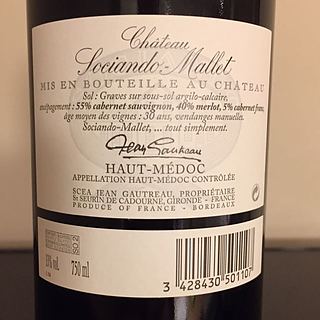 Château
Sociando-Mallet
MIS EN BOUTEILLE AU CHÂTEAU
Sol : Graves sur sous-sol argilo-calcaire,
encépagement : 55% cabernet sauvignon, 40% merlot, 5% cabernet franc,
âge moyen des vignes : 30 ans, vendanges manuelles.
Sociando-Mallet, ... tout simplement.
Jean Gautreau
HAUT-MÉDOC
APPELLATION HAUT-MÉDOC CONTRÔLÉE
SCEA JEAN GAUTREAU, PROPRIÉTAIRE
St SEURIN DE CADOURNE, GIRONDE - FRANCE
PRODUCE OF FRANCE - BORDEAUX
13% vol.
750 ml
3 428430 501107